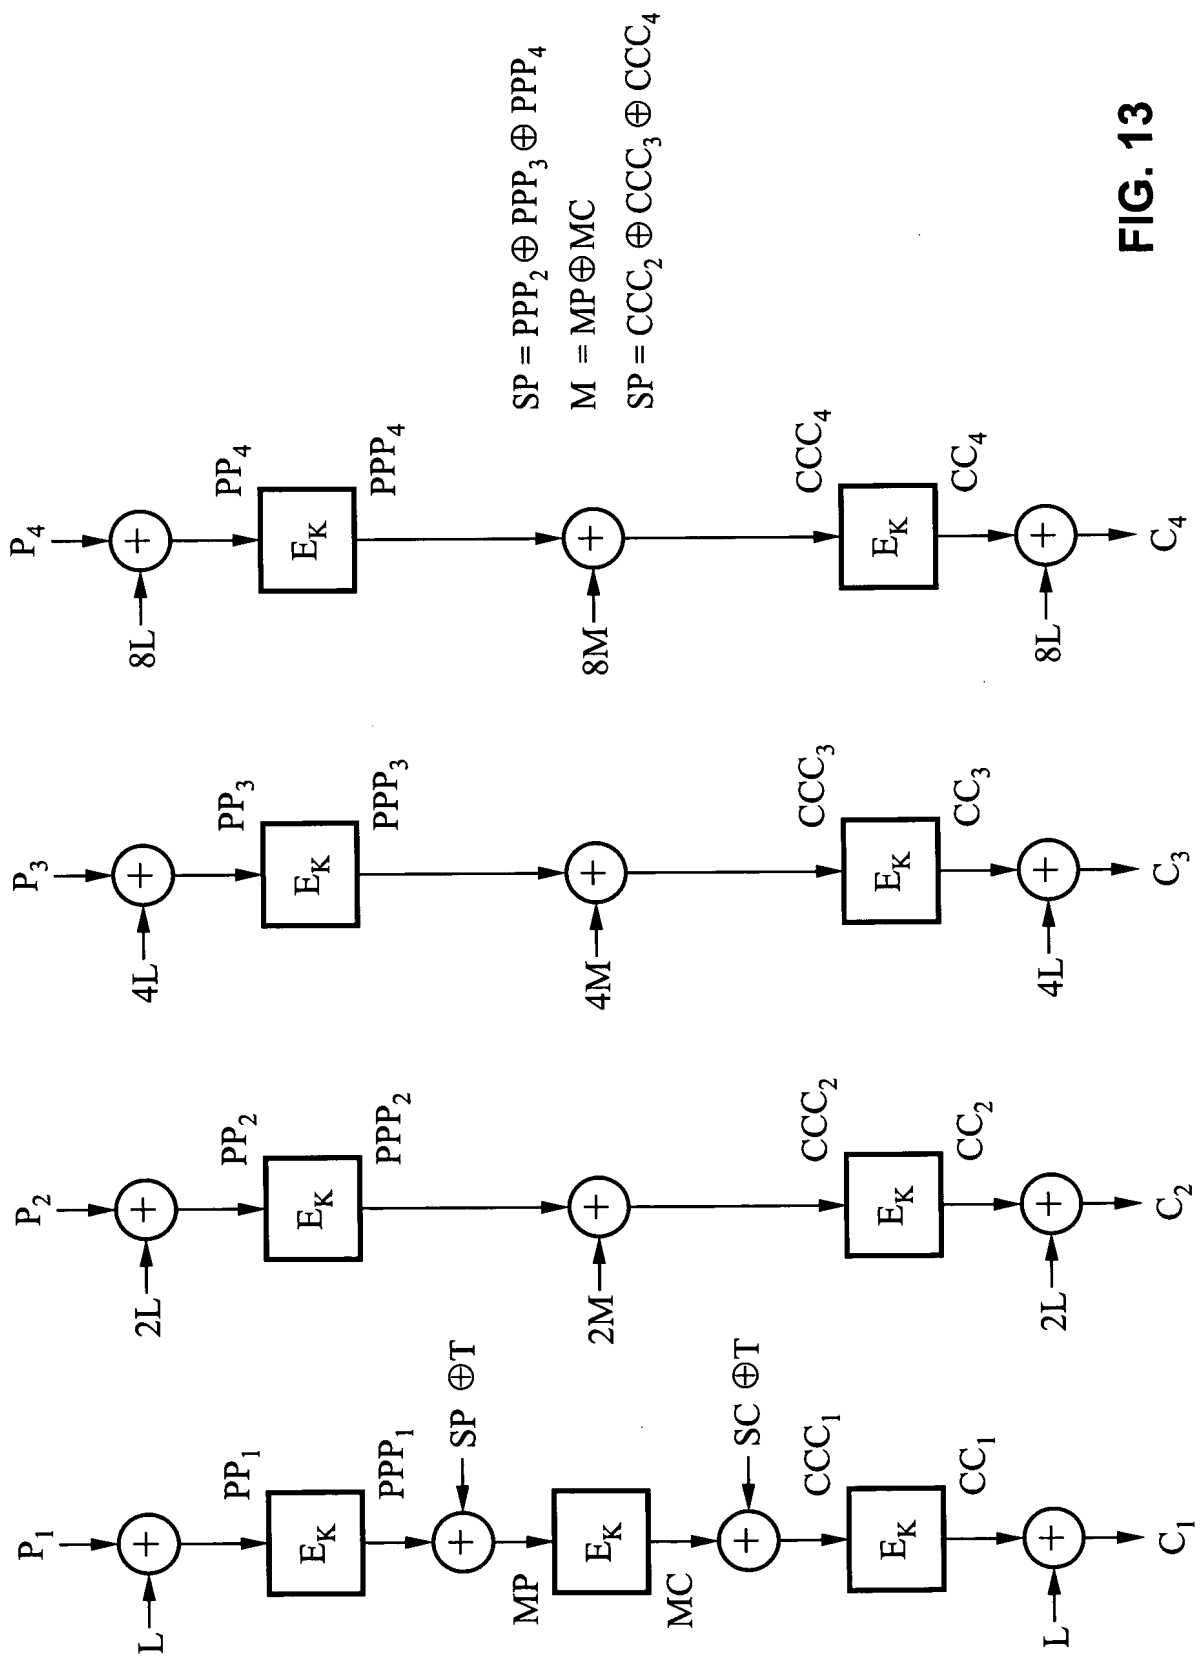 P₁ P₂ P₃ P₄
L 2L 4L 8L
PP₁ PP₂ PP₃ PP₄
E_K E_K E_K E_K
PPP₁ PPP₂ PPP₃ PPP₄
SP ⊕T
MP
E_K
MC
2M 4M 8M
SC ⊕T
CCC₁ CCC₂ CCC₃ CCC₄
E_K E_K E_K E_K
CC₁ CC₂ CC₃ CC₄
L 2L 4L 8L
C₁ C₂ C₃ C₄
SP = PPP₂ ⊕ PPP₃ ⊕ PPP₄
M = MP⊕MC
SP = CCC₂ ⊕ CCC₃ ⊕ CCC₄
FIG. 13